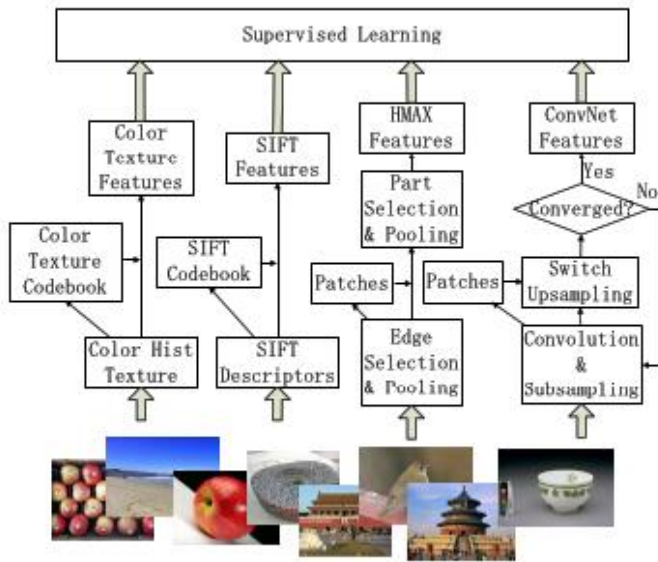 Supervised Learning
Color
Texture
Features
SIFT
Features
HMAX
Features
ConvNet
Features
Yes
No
Part
Selection
& Pooling
Converged?
Color
Texture
Codebook
SIFT
Codebook
Patches
Patches
Switch
Upsampling
Color Hist
Texture
SIFT
Descriptors
Edge
Selection
& Pooling
Convolution
&
Subsampling